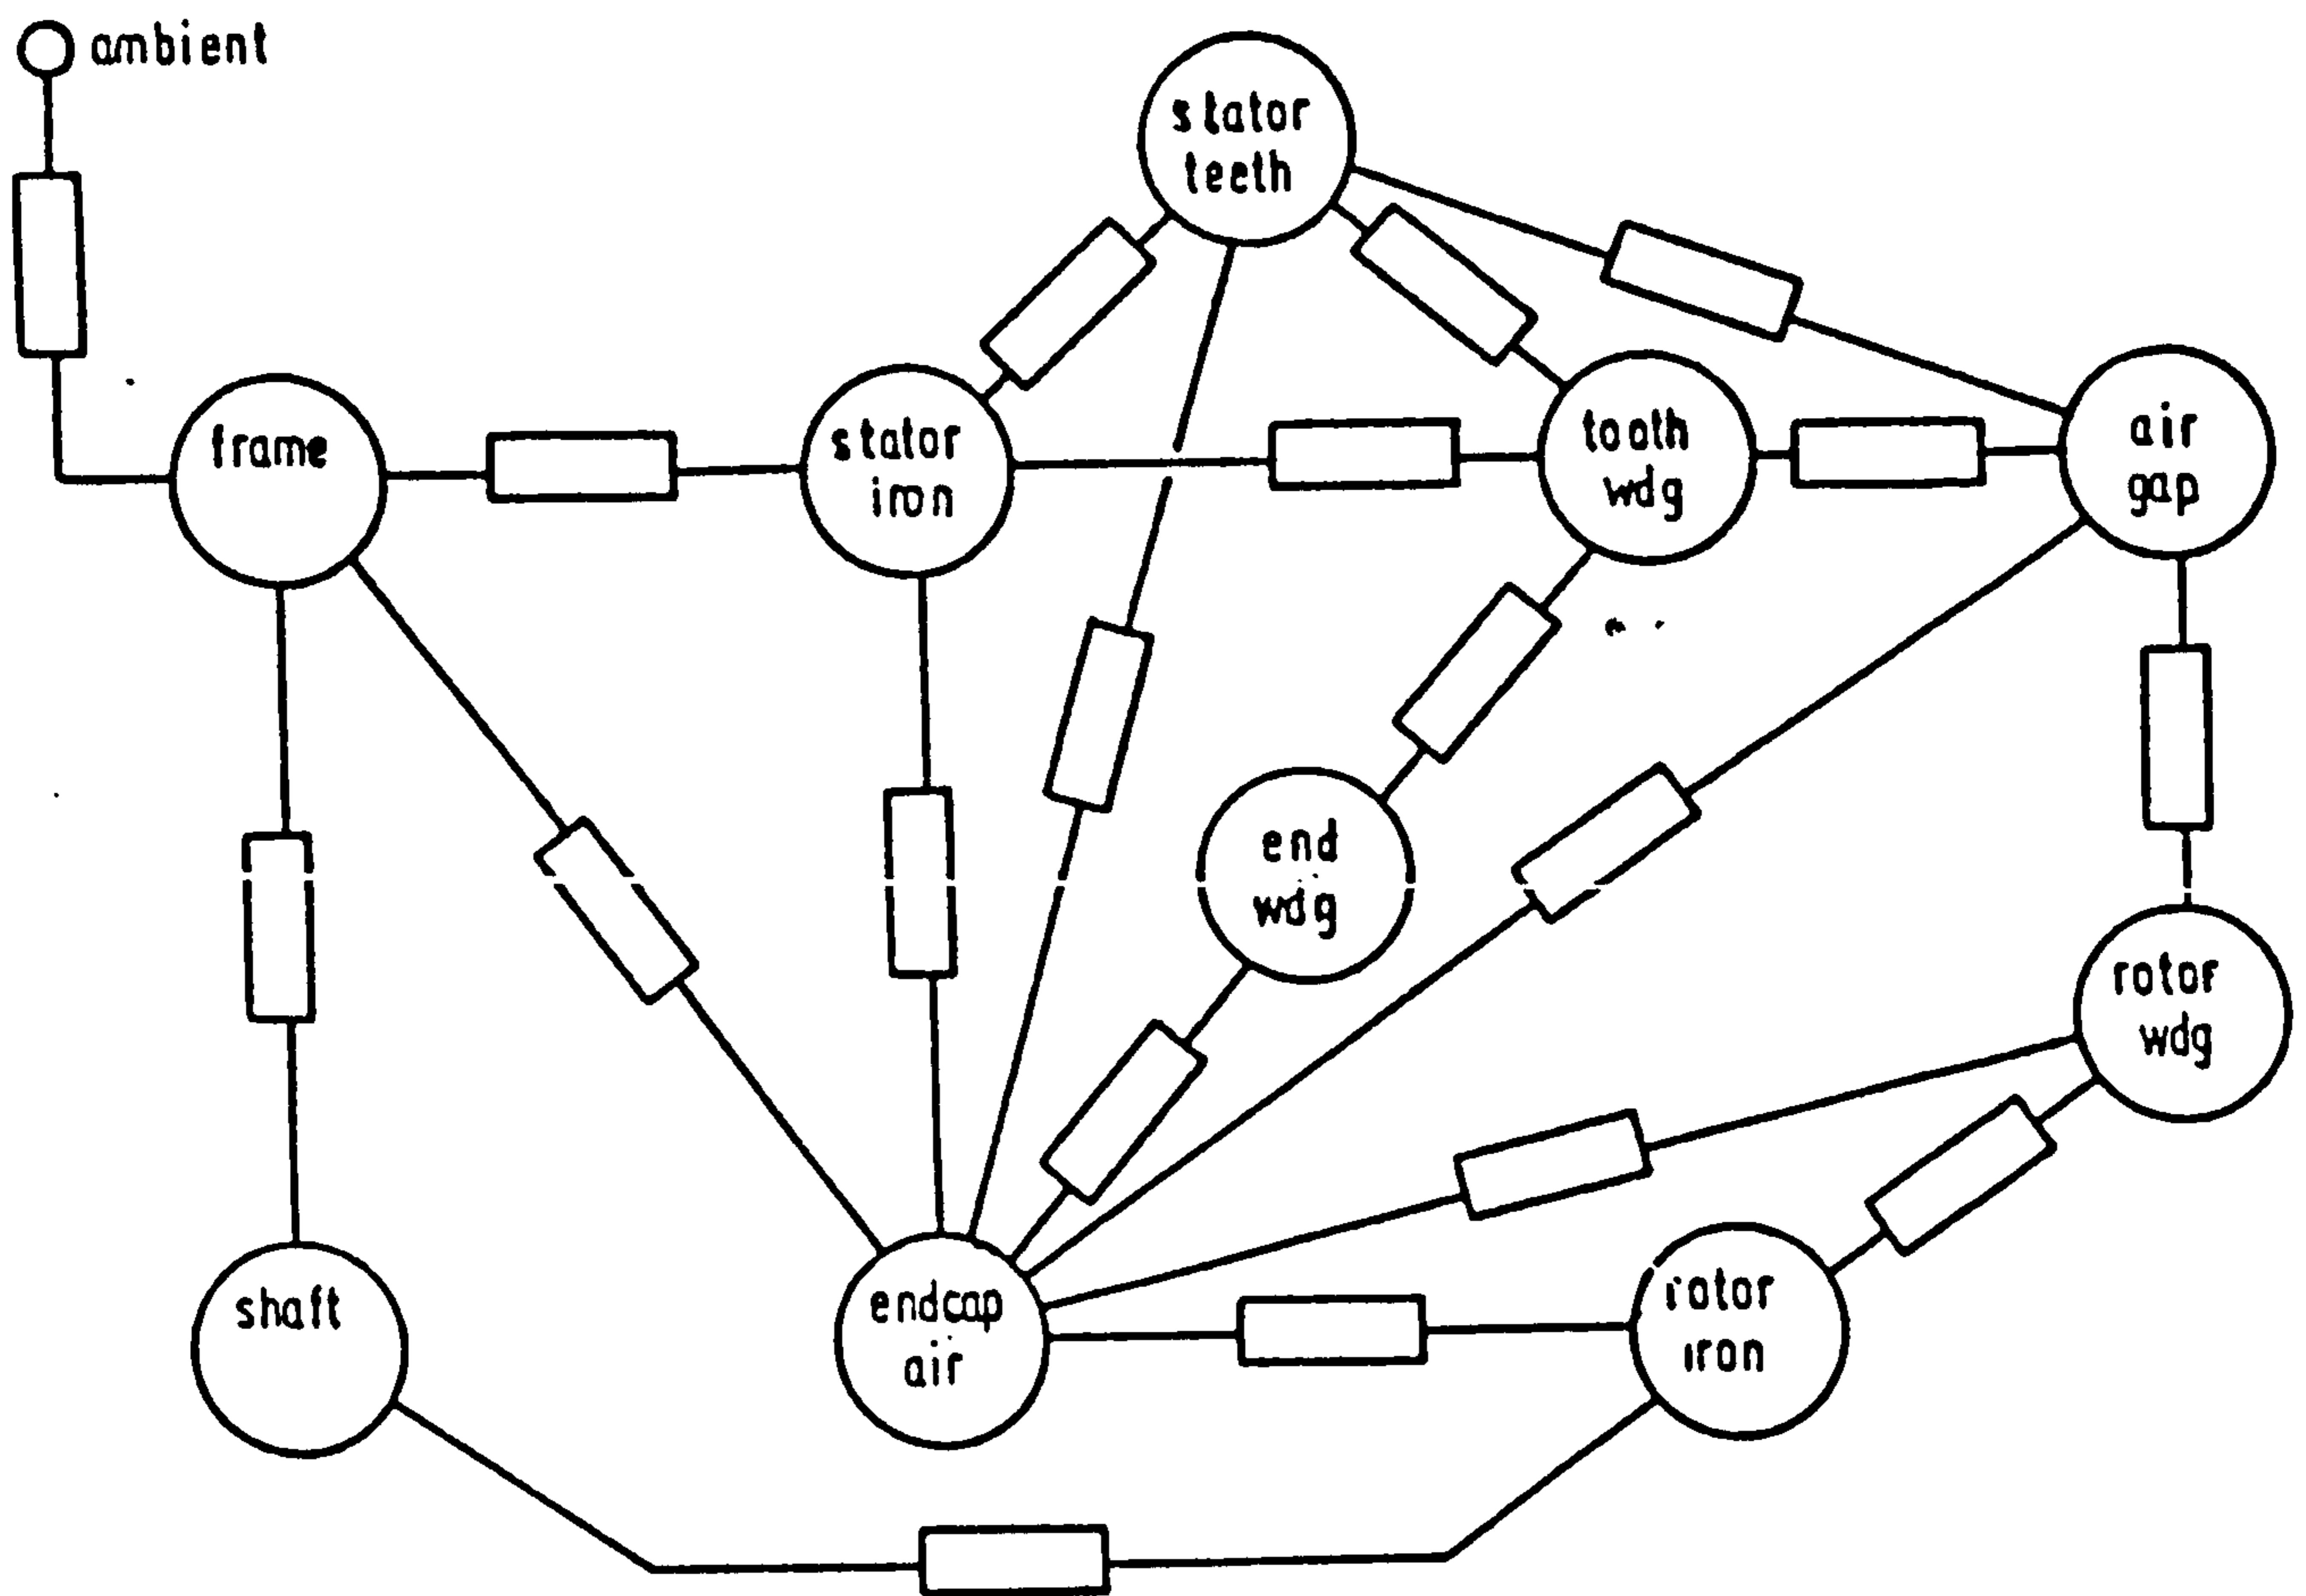 ambient
stator
teeth
frame
stator
iron
tooth
wdg
air
gap
end
wdg
rotor
wdg
shaft
endcap
air
rotor
iron